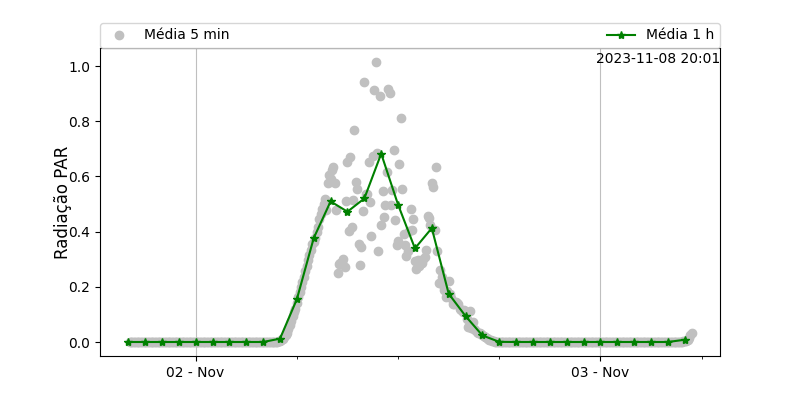 Média 5 min
Média 1 h
2023-11-08 20:01
Radiação PAR
1.0
0.8
0.6
0.4
0.2
0.0
02 - Nov
03 - Nov